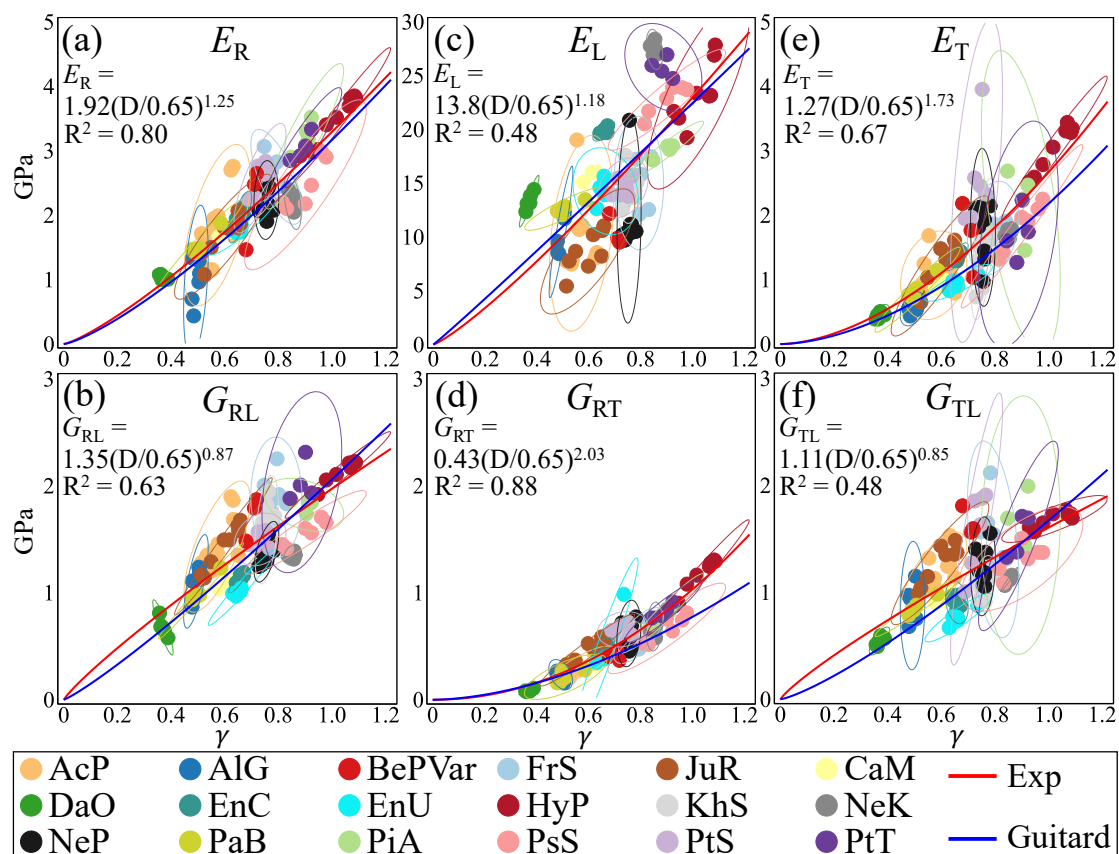 (a) E_R
E_R =
1.92(D/0.65)^1.25
R² = 0.80
(c) E_L
E_L =
13.8(D/0.65)^1.18
R² = 0.48
(e) E_T
E_T =
1.27(D/0.65)^1.73
R² = 0.67
GPa
5
4
3
2
1
0
30
25
20
15
10
5
0
5
4
3
2
1
0
0 0.2 0.4 0.6 0.8 1.0 1.2
0 0.2 0.4 0.6 0.8 1.0 1.2
0 0.2 0.4 0.6 0.8 1.0 1.2
(b) G_RL
G_RL =
1.35(D/0.65)^0.87
R² = 0.63
(d) G_RT
G_RT =
0.43(D/0.65)^2.03
R² = 0.88
(f) G_TL
G_TL =
1.11(D/0.65)^0.85
R² = 0.48
GPa
3
2
1
0
3
2
1
0
3
2
1
0
0 0.2 0.4 0.6 0.8 1.0 1.2
0 0.2 0.4 0.6 0.8 1.0 1.2
0 0.2 0.4 0.6 0.8 1.0 1.2
γ γ γ
AcP AlG BePVar FrS JuR CaM Exp
DaO EnC EnU HyP KhS NeK
NeP PaB PiA PsS PtS PtT Guitard